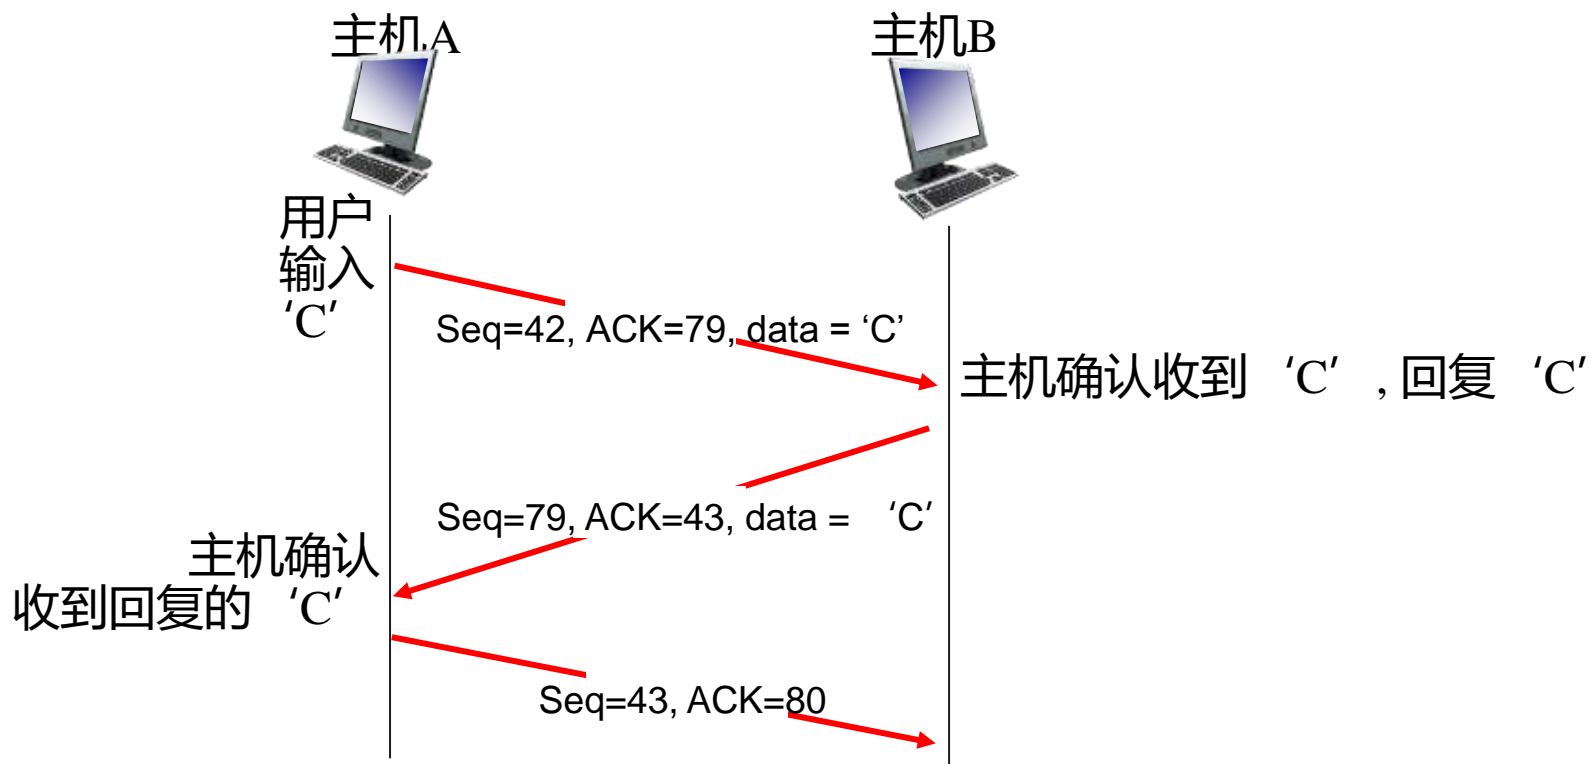 主机A
主机B
用户
输入
‘C’
Seq=42, ACK=79, data = ‘C’
主机确认收到 ‘C’ , 回复 ‘C’
Seq=79, ACK=43, data = ‘C’
主机确认
收到回复的 ‘C’
Seq=43, ACK=80